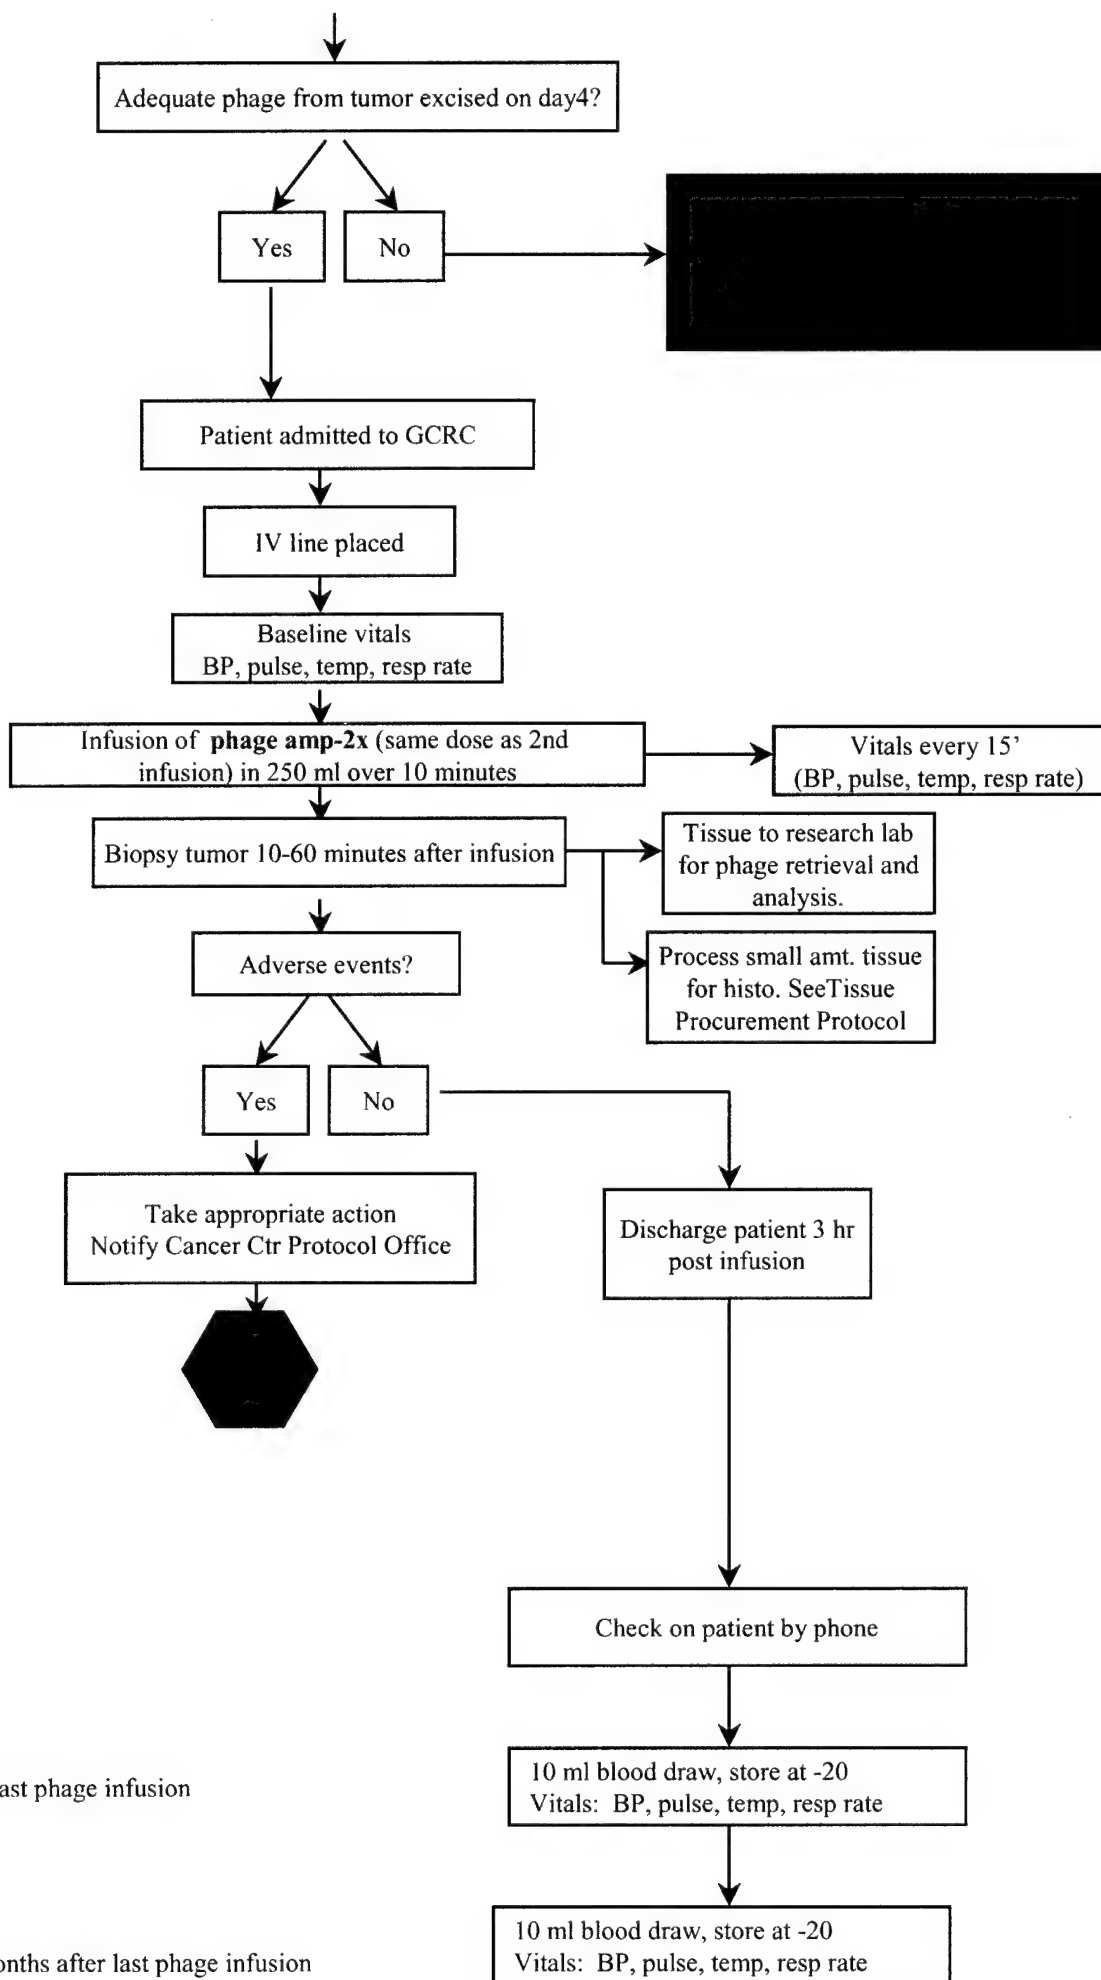 Adequate phage from tumor excised on day4?
Yes
No
Patient admitted to GCRC
IV line placed
Baseline vitals
BP, pulse, temp, resp rate
Infusion of phage amp-2x (same dose as 2nd
infusion) in 250 ml over 10 minutes
Vitals every 15'
(BP, pulse, temp, resp rate)
Biopsy tumor 10-60 minutes after infusion
Tissue to research lab
for phage retrieval and
analysis.
Process small amt. tissue
for histo. SeeTissue
Procurement Protocol
Adverse events?
Yes
No
Take appropriate action
Notify Cancer Ctr Protocol Office
Discharge patient 3 hr
post infusion
Check on patient by phone
10 ml blood draw, store at -20
Vitals: BP, pulse, temp, resp rate
ast phage infusion
10 ml blood draw, store at -20
Vitals: BP, pulse, temp, resp rate
onths after last phage infusion